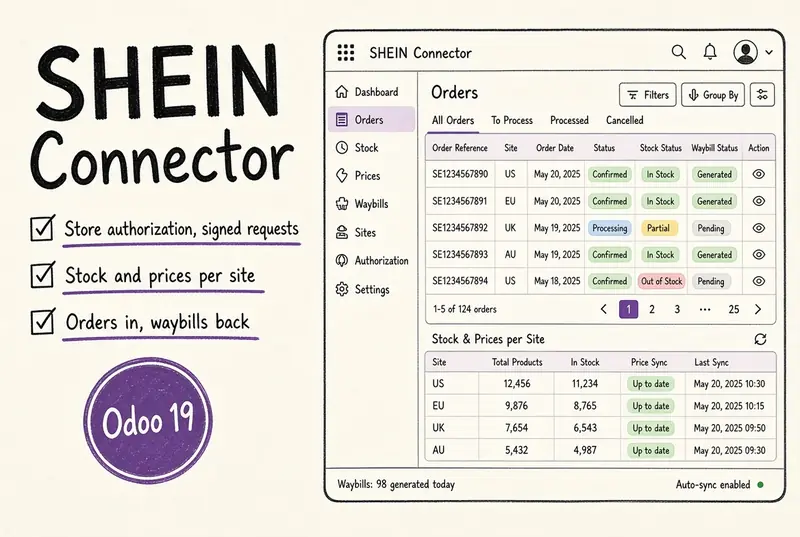 SHEIN
Connector
Store authorization, signed requests
Stock and prices per site
Orders in, waybills back
Odoo 19
SHEIN Connector
Dashboard
Orders
Stock
Prices
Waybills
Sites
Authorization
Settings
Orders
Filters
Group By
All Orders To Process Processed Cancelled
Order Reference Site Order Date Status Stock Status Waybill Status Action
SE1234567890 US May 20, 2025 Confirmed In Stock Generated
SE1234567891 EU May 20, 2025 Confirmed In Stock Generated
SE1234567892 UK May 19, 2025 Processing Partial Pending
SE1234567893 AU May 19, 2025 Confirmed In Stock Generated
SE1234567894 US May 18, 2025 Confirmed Out of Stock Pending
1-5 of 124 orders < 1 2 3 ... 25 >
Stock & Prices per Site
Site Total Products In Stock Price Sync Last Sync
US 12,456 11,234 Up to date May 20, 2025 10:30
EU 9,876 8,765 Up to date May 20, 2025 10:15
UK 7,654 6,543 Up to date May 20, 2025 09:50
AU 5,432 4,987 Up to date May 20, 2025 09:30
Waybills: 98 generated today Auto-sync enabled